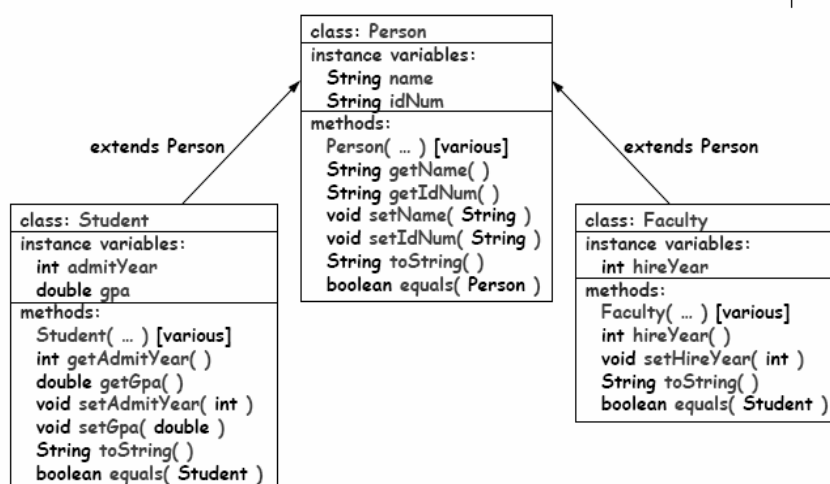 class: Person
instance variables:
String name
String idNum
methods:
Person( ... ) [various]
String getName( )
String getIdNum( )
void setName( String )
void setIdNum( String )
String toString( )
boolean equals( Person )
extends Person
extends Person
class: Student
instance variables:
int admitYear
double gpa
methods:
Student( ... ) [various]
int getAdmitYear( )
double getGpa( )
void setAdmitYear( int )
void setGpa( double )
String toString( )
boolean equals( Student )
class: Faculty
instance variables:
int hireYear
methods:
Faculty( ... ) [various]
int hireYear( )
void setHireYear( int )
String toString( )
boolean equals( Student )